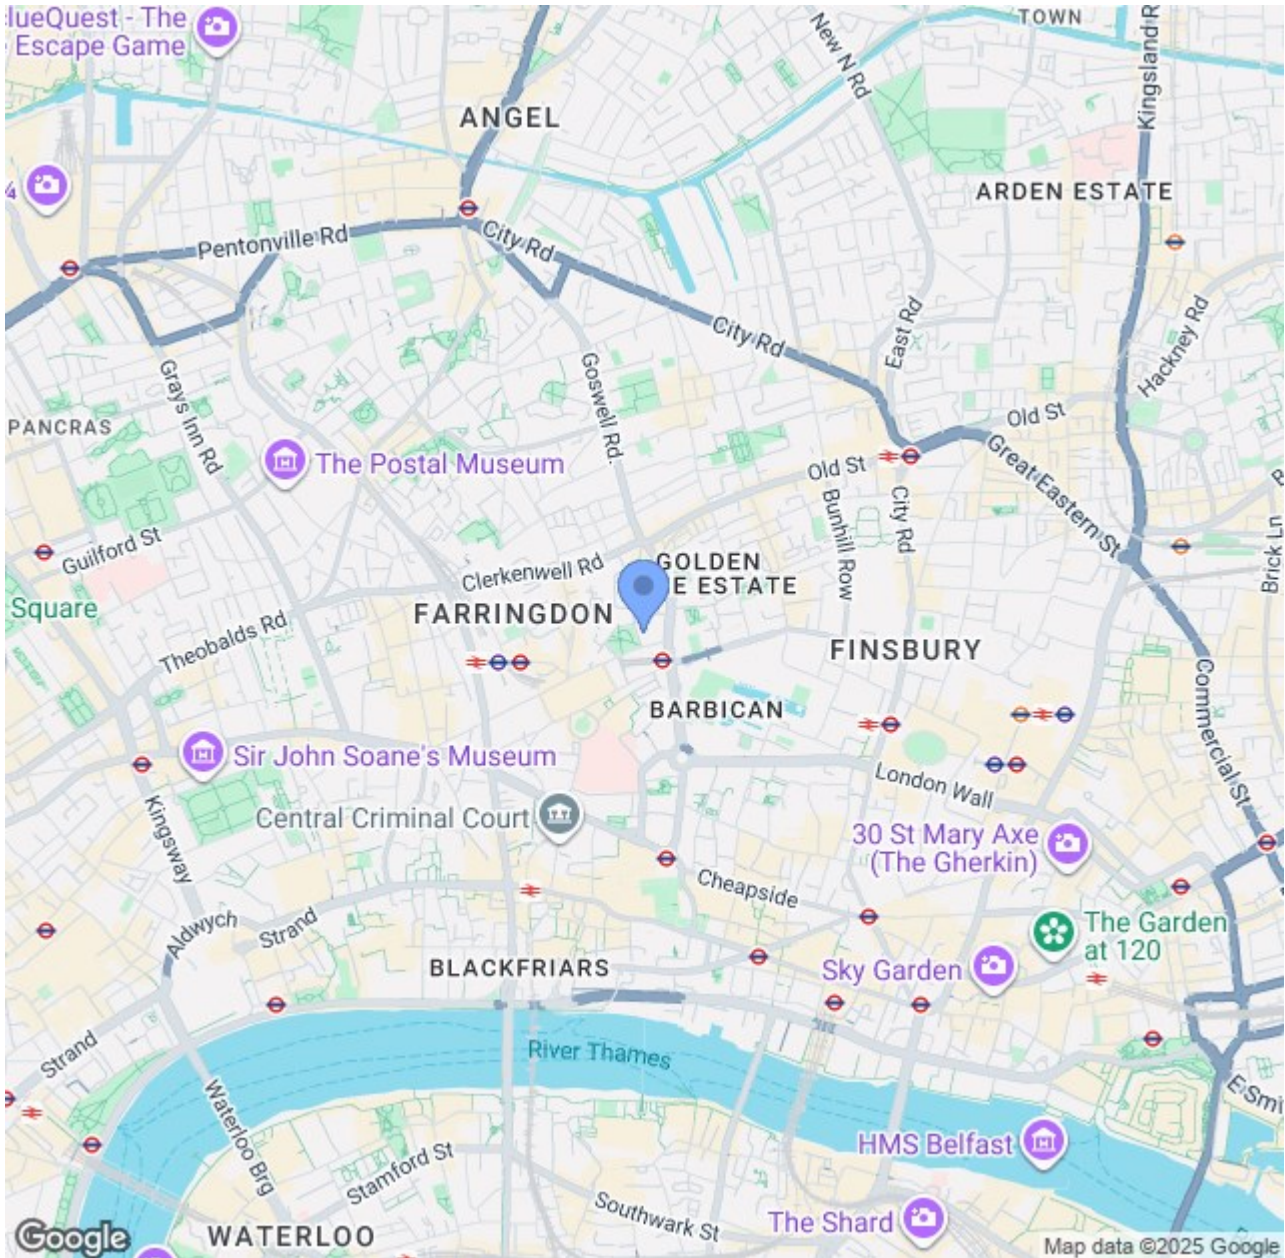 lueQuest - The
Escape Game
TOWN
New N Rd
Kingsland R
ANGEL
4
ARDEN ESTATE
Pentonville Rd
City Rd
City Rd
East Rd
Hackney Rd
Goswell Rd.
Grays Inn Rd
PANCRAS
Old St
The Postal Museum
Old St
Great Eastern St
Bunhill Row
City Rd
Guilford St
Brick Ln
B
Clerkenwell Rd
GOLDEN
E ESTATE
Square
FARRINGDON
Theobalds Rd
FINSBURY
Commercial St
BARBICAN
Sir John Soane's Museum
London Wall
Kingsway
Central Criminal Court
30 St Mary Axe
(The Gherkin)
Cheapside
Aldwych
Strand
The Garden
at 120
BLACKFRIARS
Sky Garden
Strand
River Thames
E Smi
Waterloo Brg
HMS Belfast
Stamford St
Southwark St
The Shard
WATERLOO
Google
Map data ©2025 Google